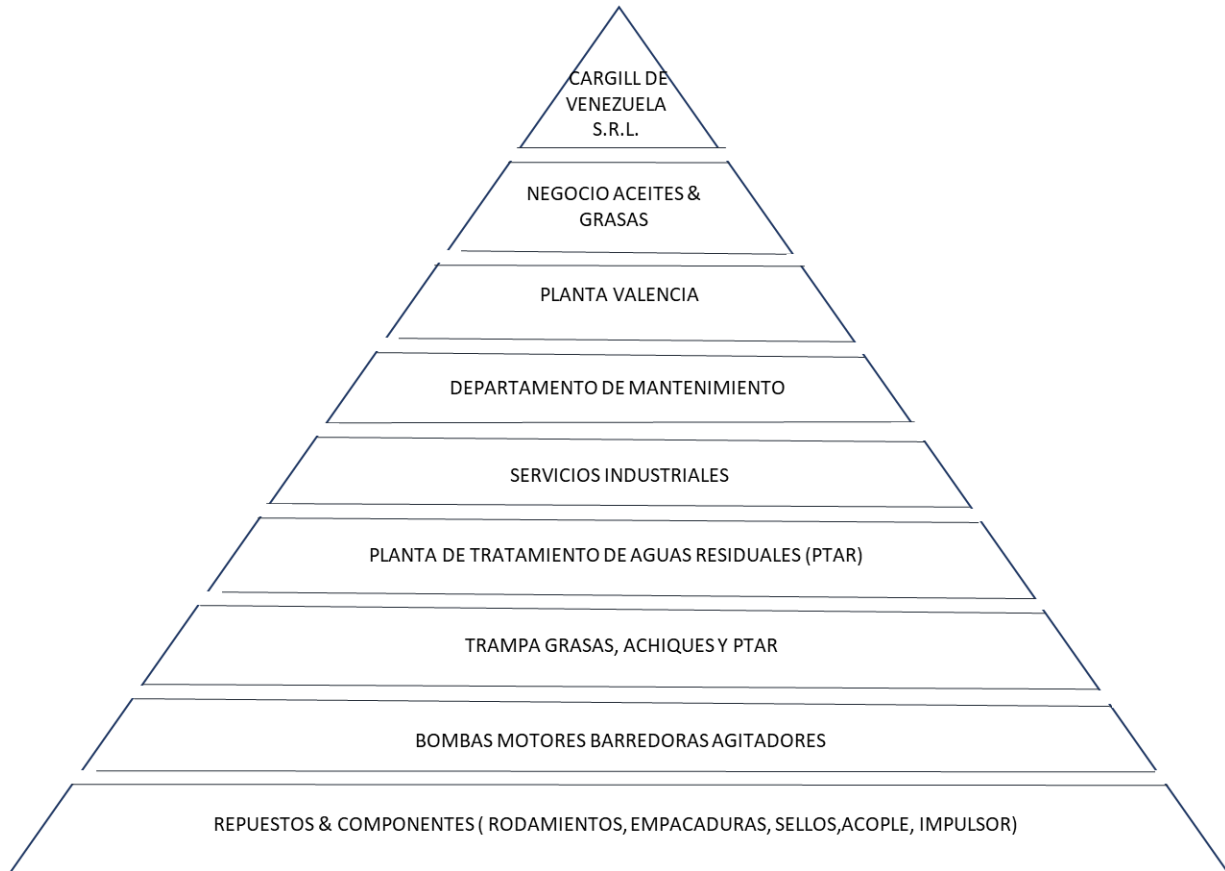 CARGILL DE
VENEZUELA
S.R.L.
NEGOCIO ACEITES &
GRASAS
PLANTA VALENCIA
DEPARTAMENTO DE MANTENIMIENTO
SERVICIOS INDUSTRIALES
PLANTA DE TRATAMIENTO DE AGUAS RESIDUALES (PTAR)
TRAMPA GRASAS, ACHIQUES Y PTAR
BOMBAS MOTORES BARREDORAS AGITADORES
REPUESTOS & COMPONENTES ( RODAMIENTOS, EMPACADURAS, SELLOS,ACOPLE, IMPULSOR)